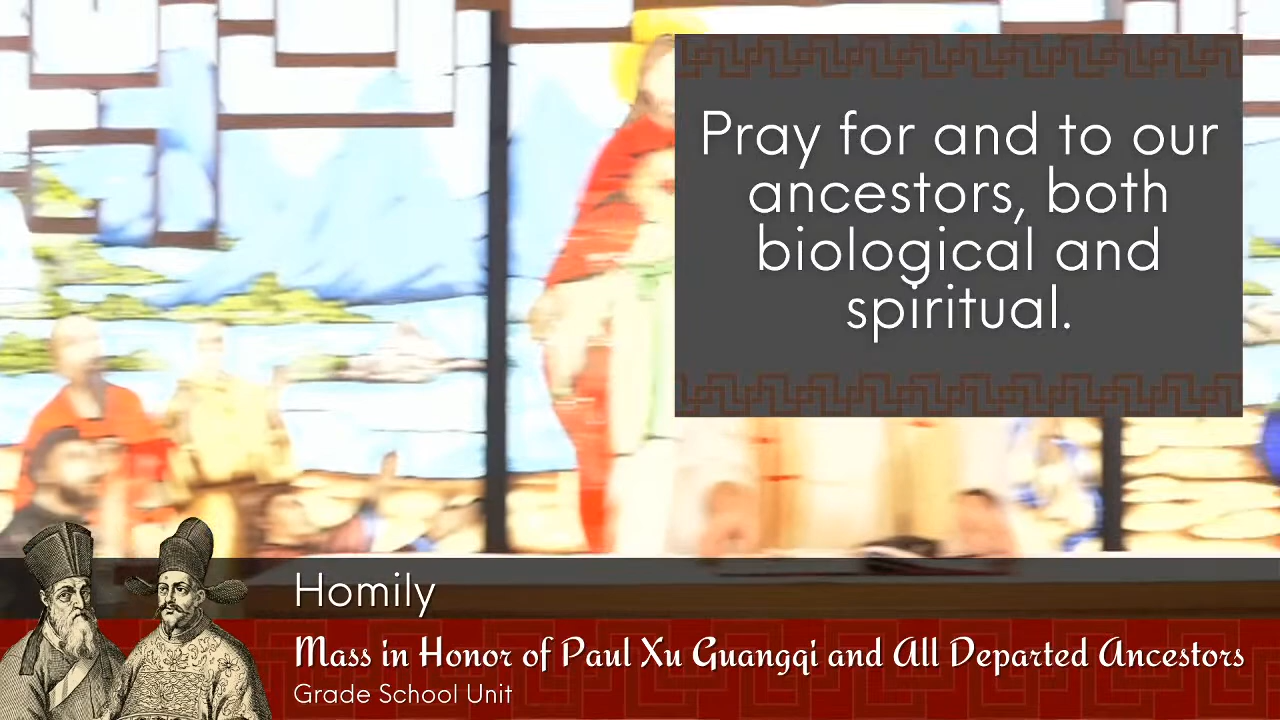 Pray for and to our
ancestors, both
biological and
spiritual.
Homily
Mass in Honor of Paul Xu Guangqi and All Departed Ancestors
Grade School Unit